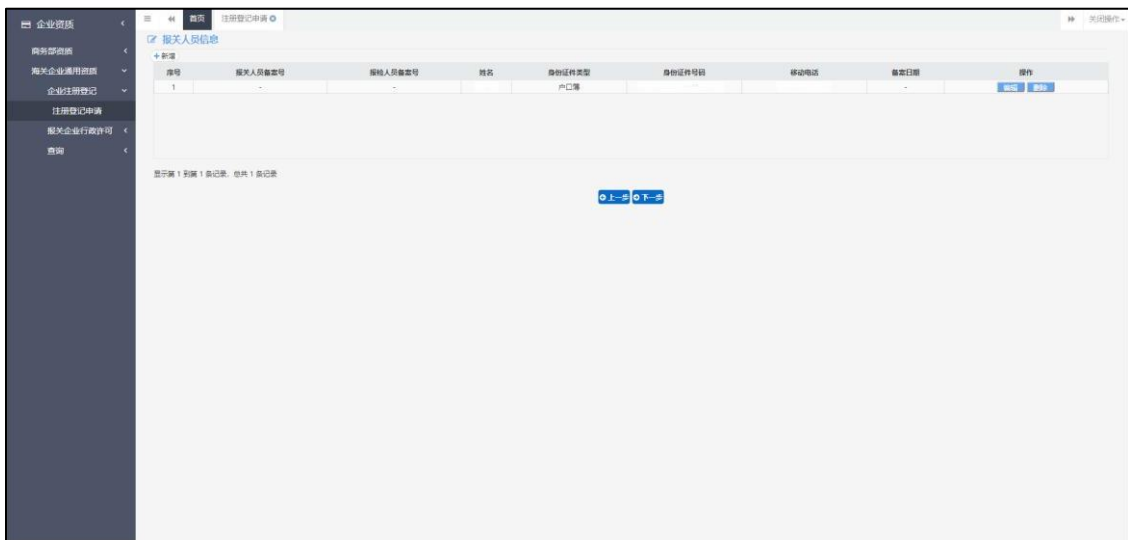 企业资质
商务部资质
海关企业通用资质
企业注册登记
注册登记申请
报关企业行政许可
查询
首页 注册登记申请 关闭操作
报关人员信息
+新增
序号 报关人员备案号 报检人员备案号 姓名 身份证件类型 身份证件号码 移动电话 备案日期 操作
1 - - 户口簿 - 编辑 删除
显示第 1 到第 1 条记录，总共 1 条记录
上一步 下一步